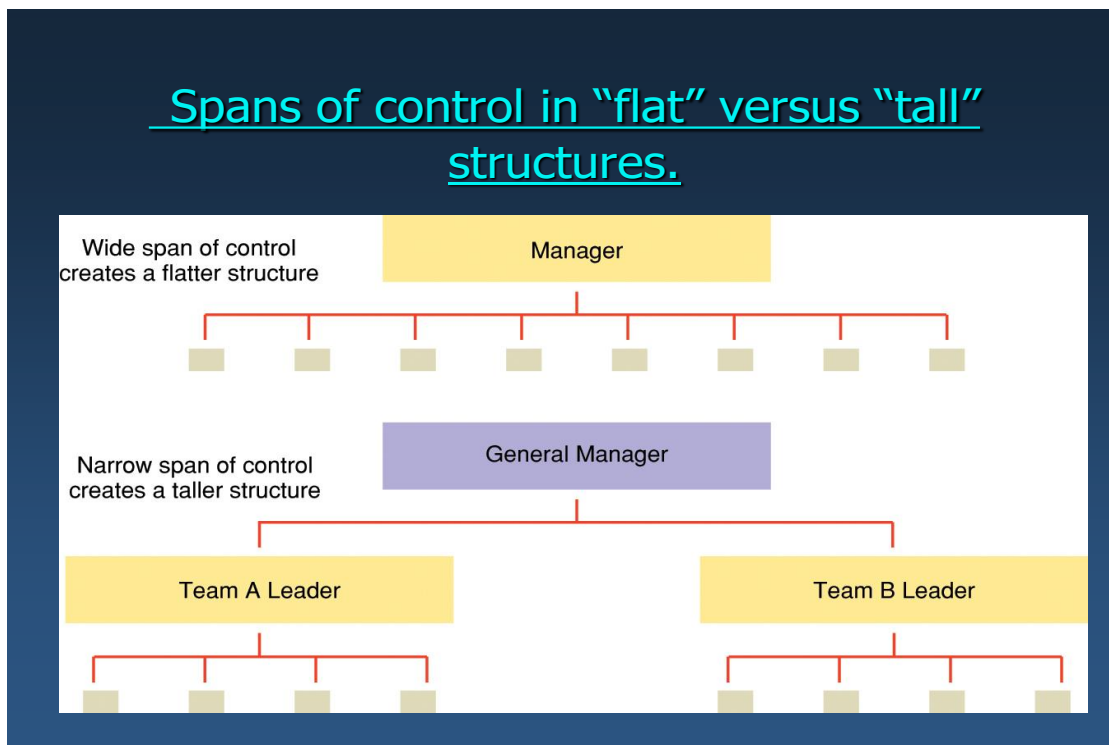 Spans of control in “flat” versus “tall”
structures.
Wide span of control
creates a flatter structure
Manager
General Manager
Narrow span of control
creates a taller structure
Team A Leader
Team B Leader